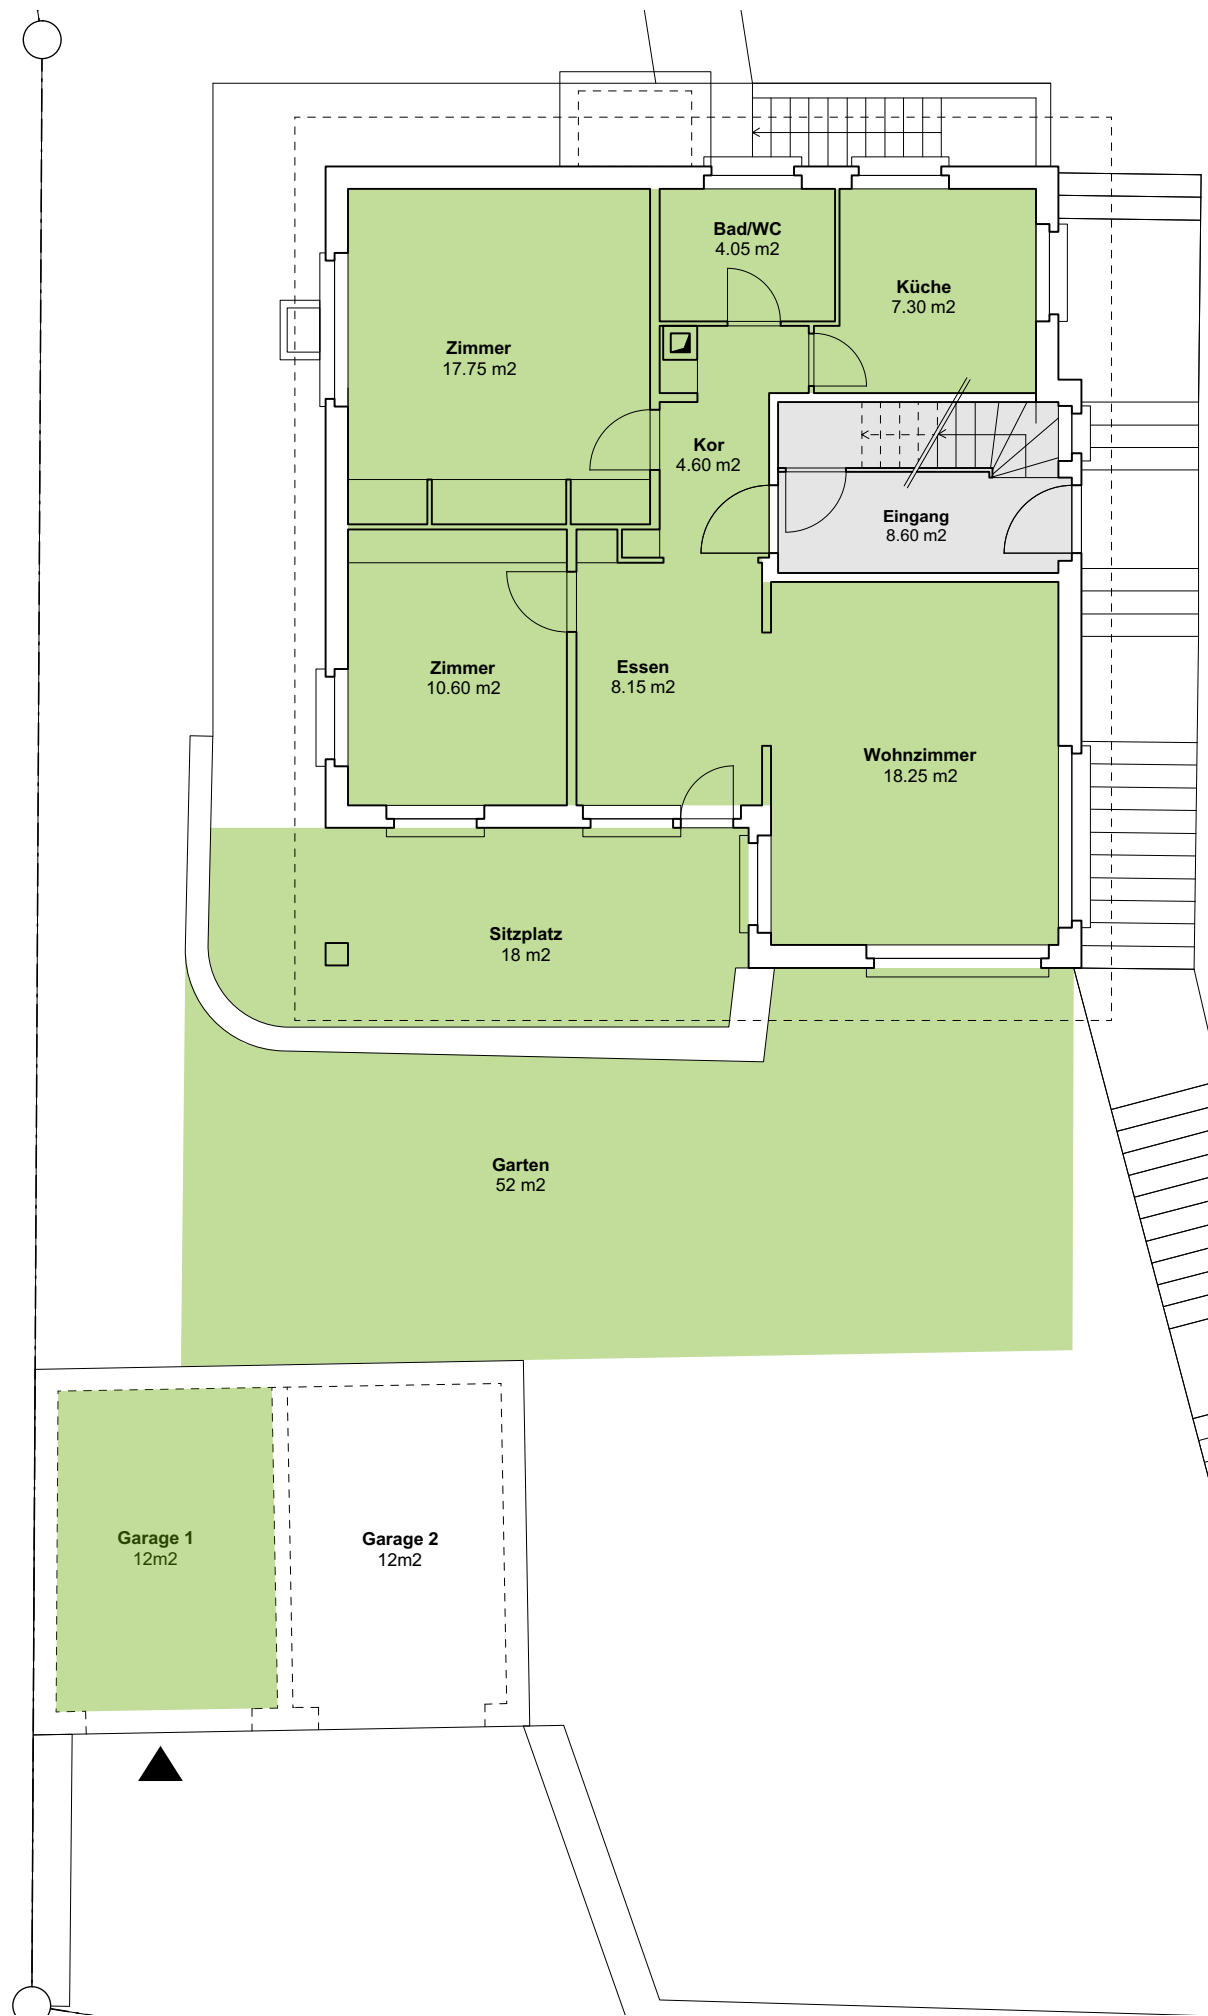 Bad/WC
4.05 m2
Küche
7.30 m2
Zimmer
17.75 m2
Kor
4.60 m2
Eingang
8.60 m2
Zimmer
10.60 m2
Essen
8.15 m2
Wohnzimmer
18.25 m2
Sitzplatz
18 m2
Garten
52 m2
Garage 1
12m2
Garage 2
12m2